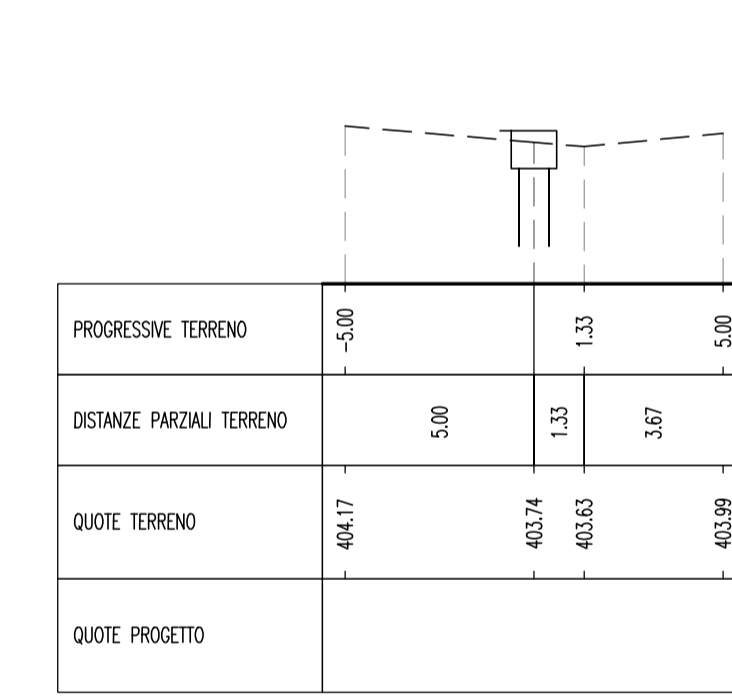 PROGRESSIVE TERRENO
-5.00 1.33 5.00
DISTANZE PARZIALI TERRENO
5.00 1.33 3.67
QUOTE TERRENO
404.17 403.74 403.63 403.99
QUOTE PROGETTO